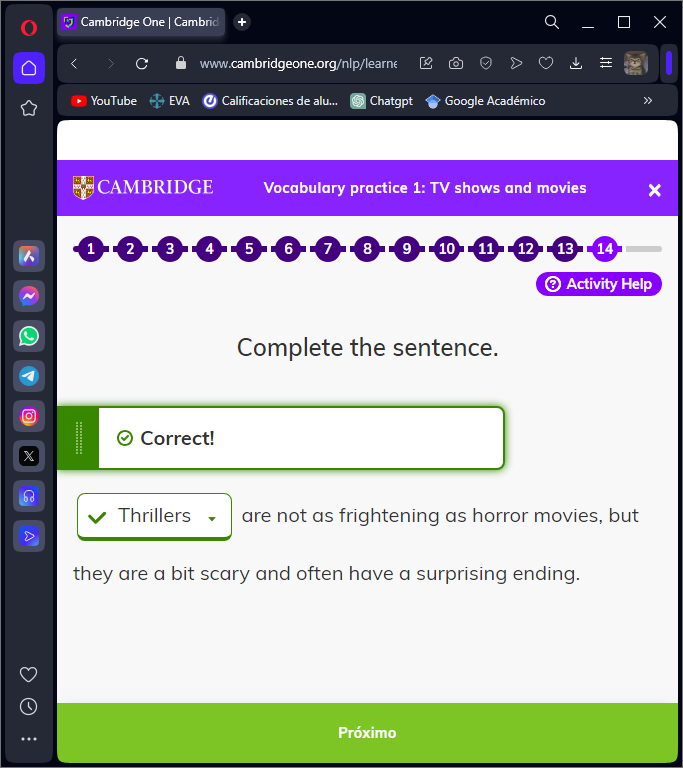 Cambridge One | Cambrid
www.cambridgeone.org/nlp/learne
YouTube EVA Calificaciones de alu... Chatgpt Google Académico »
CAMBRIDGE Vocabulary practice 1: TV shows and movies
1 2 3 4 5 6 7 8 9 10 11 12 13 14
? Activity Help
Complete the sentence.
Correct!
Thrillers are not as frightening as horror movies, but
they are a bit scary and often have a surprising ending.
Próximo